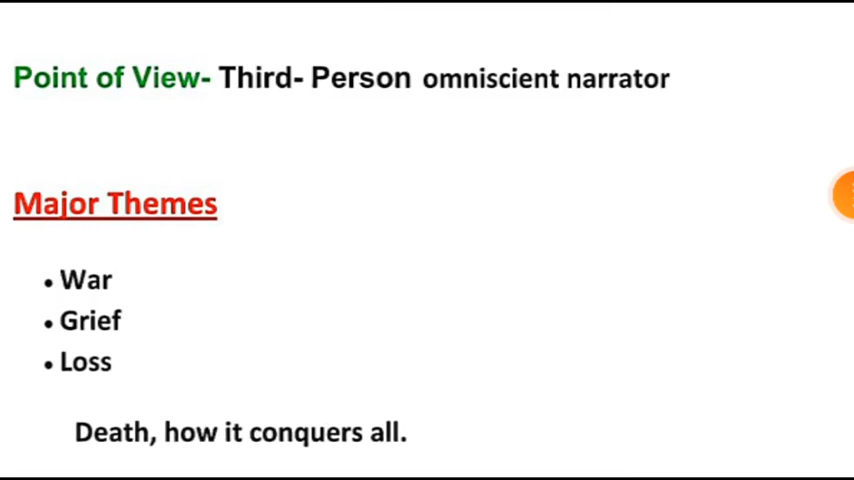 Point of View- Third- Person omniscient narrator
Major Themes
• War
• Grief
• Loss
Death, how it conquers all.